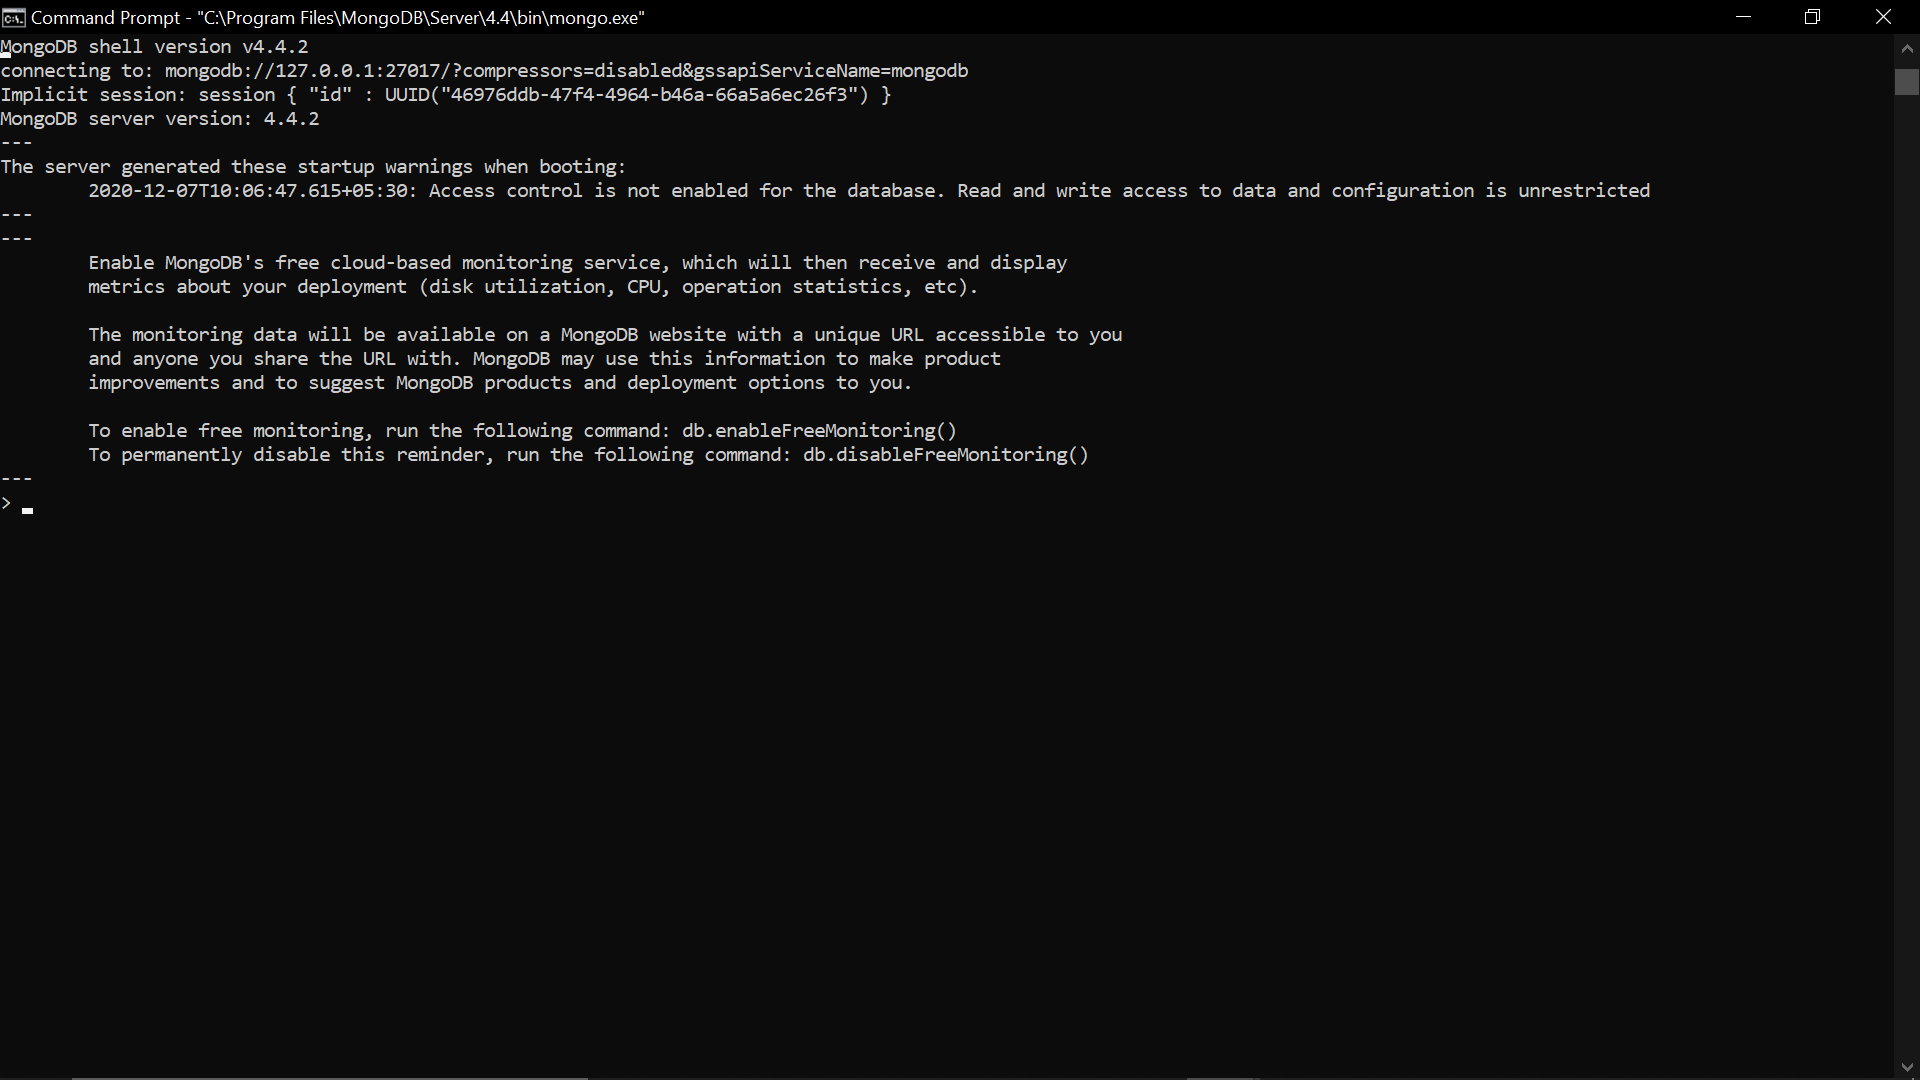 Command Prompt - "C:\Program Files\MongoDB\Server\4.4\bin\mongo.exe"
MongoDB shell version v4.4.2
connecting to: mongodb://127.0.0.1:27017/?compressors=disabled&gssapiServiceName=mongodb
Implicit session: session { "id" : UUID("46976ddb-47f4-4964-b46a-66a5a6ec26f3") }
MongoDB server version: 4.4.2
---
The server generated these startup warnings when booting:
        2020-12-07T10:06:47.615+05:30: Access control is not enabled for the database. Read and write access to data and configuration is unrestricted
---
---
        Enable MongoDB's free cloud-based monitoring service, which will then receive and display
        metrics about your deployment (disk utilization, CPU, operation statistics, etc).

        The monitoring data will be available on a MongoDB website with a unique URL accessible to you
        and anyone you share the URL with. MongoDB may use this information to make product
        improvements and to suggest MongoDB products and deployment options to you.

        To enable free monitoring, run the following command: db.enableFreeMonitoring()
        To permanently disable this reminder, run the following command: db.disableFreeMonitoring()
---
>